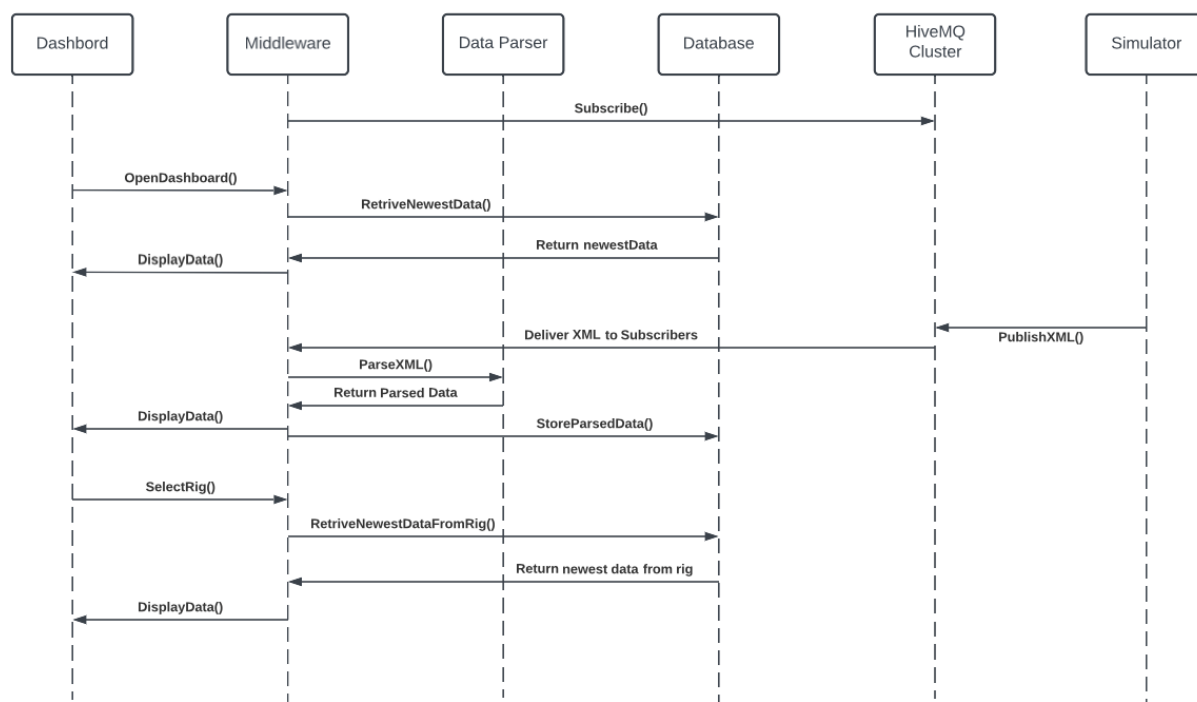 Dashbord
Middleware
Data Parser
Database
HiveMQ
Cluster
Simulator
Subscribe()
OpenDashboard()
RetriveNewestData()
Return newestData
DisplayData()
PublishXML()
Deliver XML to Subscribers
ParseXML()
Return Parsed Data
DisplayData()
StoreParsedData()
SelectRig()
RetriveNewestDataFromRig()
Return newest data from rig
DisplayData()